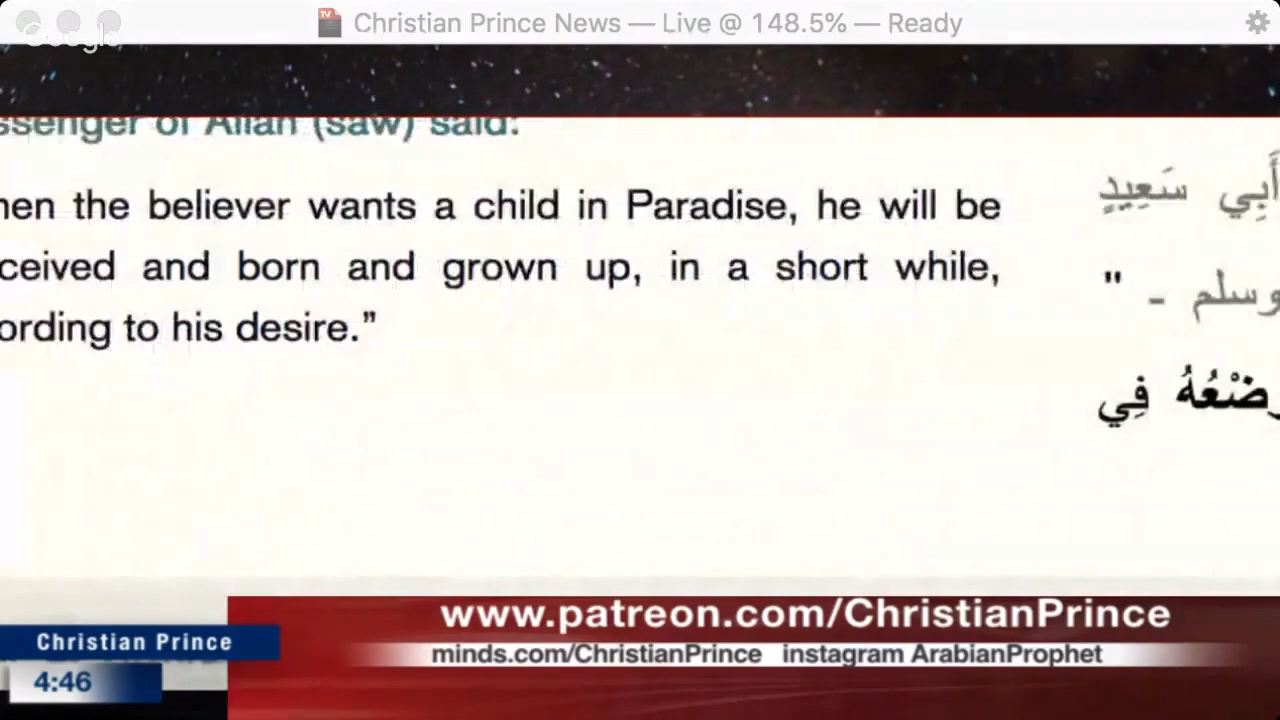 Christian Prince News — Live @ 148.5% — Ready
Google
ssenger of Allah (saw) said:
hen the believer wants a child in Paradise, he will be
ceived and born and grown up, in a short while,
ording to his desire.”
أَبِي سَعِيدٍ
وسلم ـ "
ضْعُهُ فِي
www.patreon.com/ChristianPrince
minds.com/ChristianPrince instagram ArabianProphet
Christian Prince
4:46